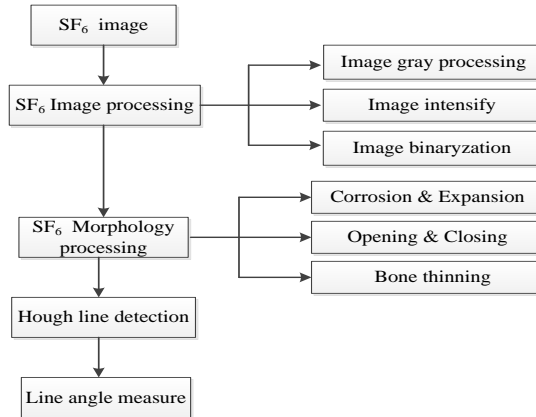 SF₆ image
SF₆ Image processing
Image gray processing
Image intensify
Image binaryzation
SF₆ Morphology
processing
Corrosion & Expansion
Opening & Closing
Bone thinning
Hough line detection
Line angle measure